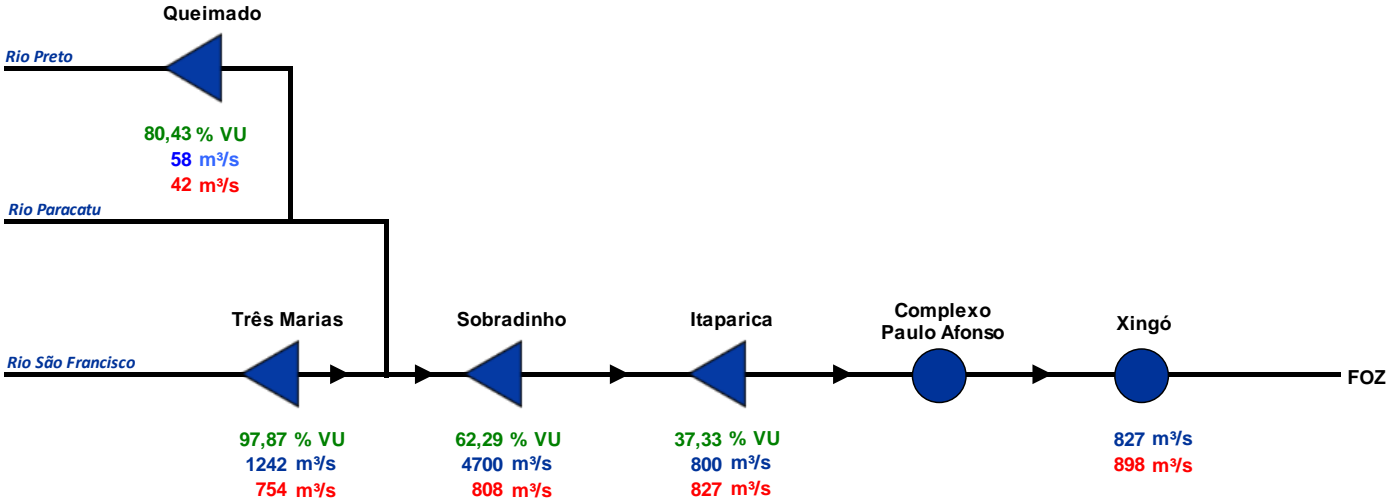 Queimado
Rio Preto
80,43 % VU
58 m³/s
42 m³/s
Rio Paracatu
Três Marias
Sobradinho
Itaparica
Complexo
Paulo Afonso
Xingó
Rio São Francisco
FOZ
97,87 % VU
1242 m³/s
754 m³/s
62,29 % VU
4700 m³/s
808 m³/s
37,33 % VU
800 m³/s
827 m³/s
827 m³/s
898 m³/s